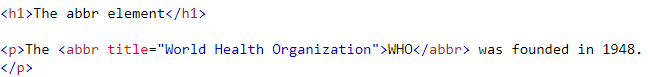 <h1>The abbr element</h1>
<p>The <abbr title="World Health Organization">WHO</abbr> was founded in 1948.
</p>